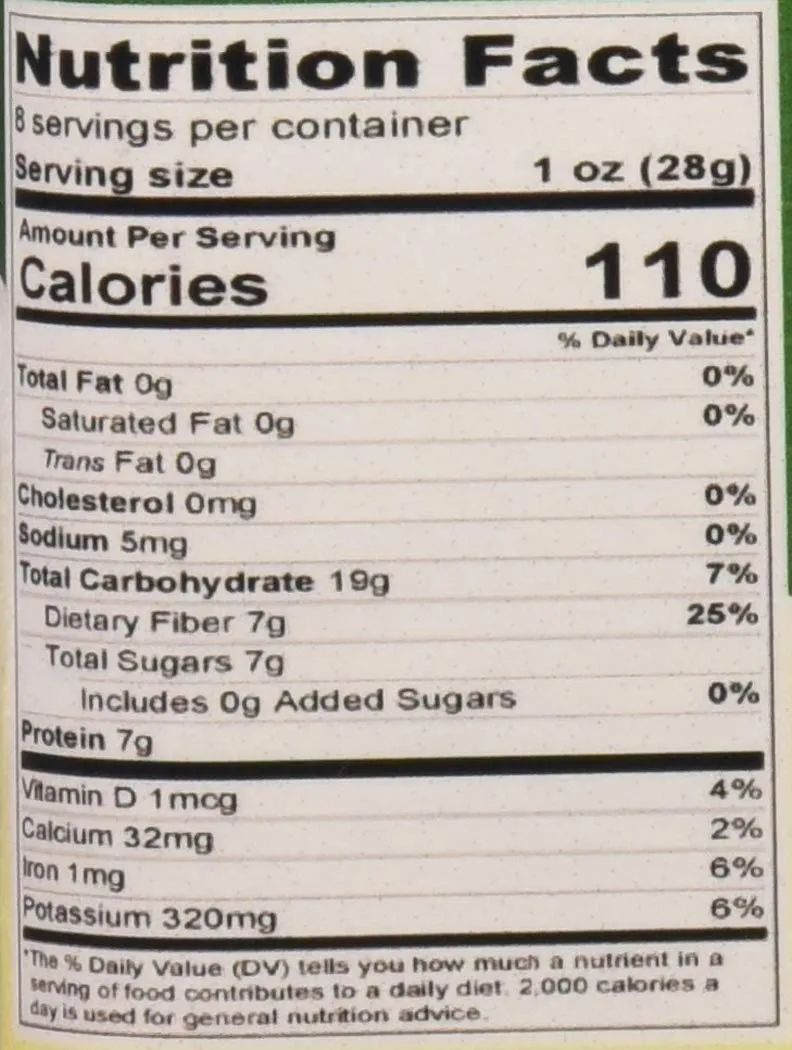 Nutrition Facts
8 servings per container
Serving size 1 oz (28g)
Amount Per Serving
Calories 110
% Daily Value*
Total Fat 0g 0%
Saturated Fat 0g 0%
Trans Fat 0g
Cholesterol 0mg 0%
Sodium 5mg 0%
Total Carbohydrate 19g 7%
Dietary Fiber 7g 25%
Total Sugars 7g
Includes 0g Added Sugars 0%
Protein 7g
Vitamin D 1mcg 4%
Calcium 32mg 2%
Iron 1mg 6%
Potassium 320mg 6%
*The % Daily Value (DV) tells you how much a nutrient in a
serving of food contributes to a daily diet. 2,000 calories a
day is used for general nutrition advice.